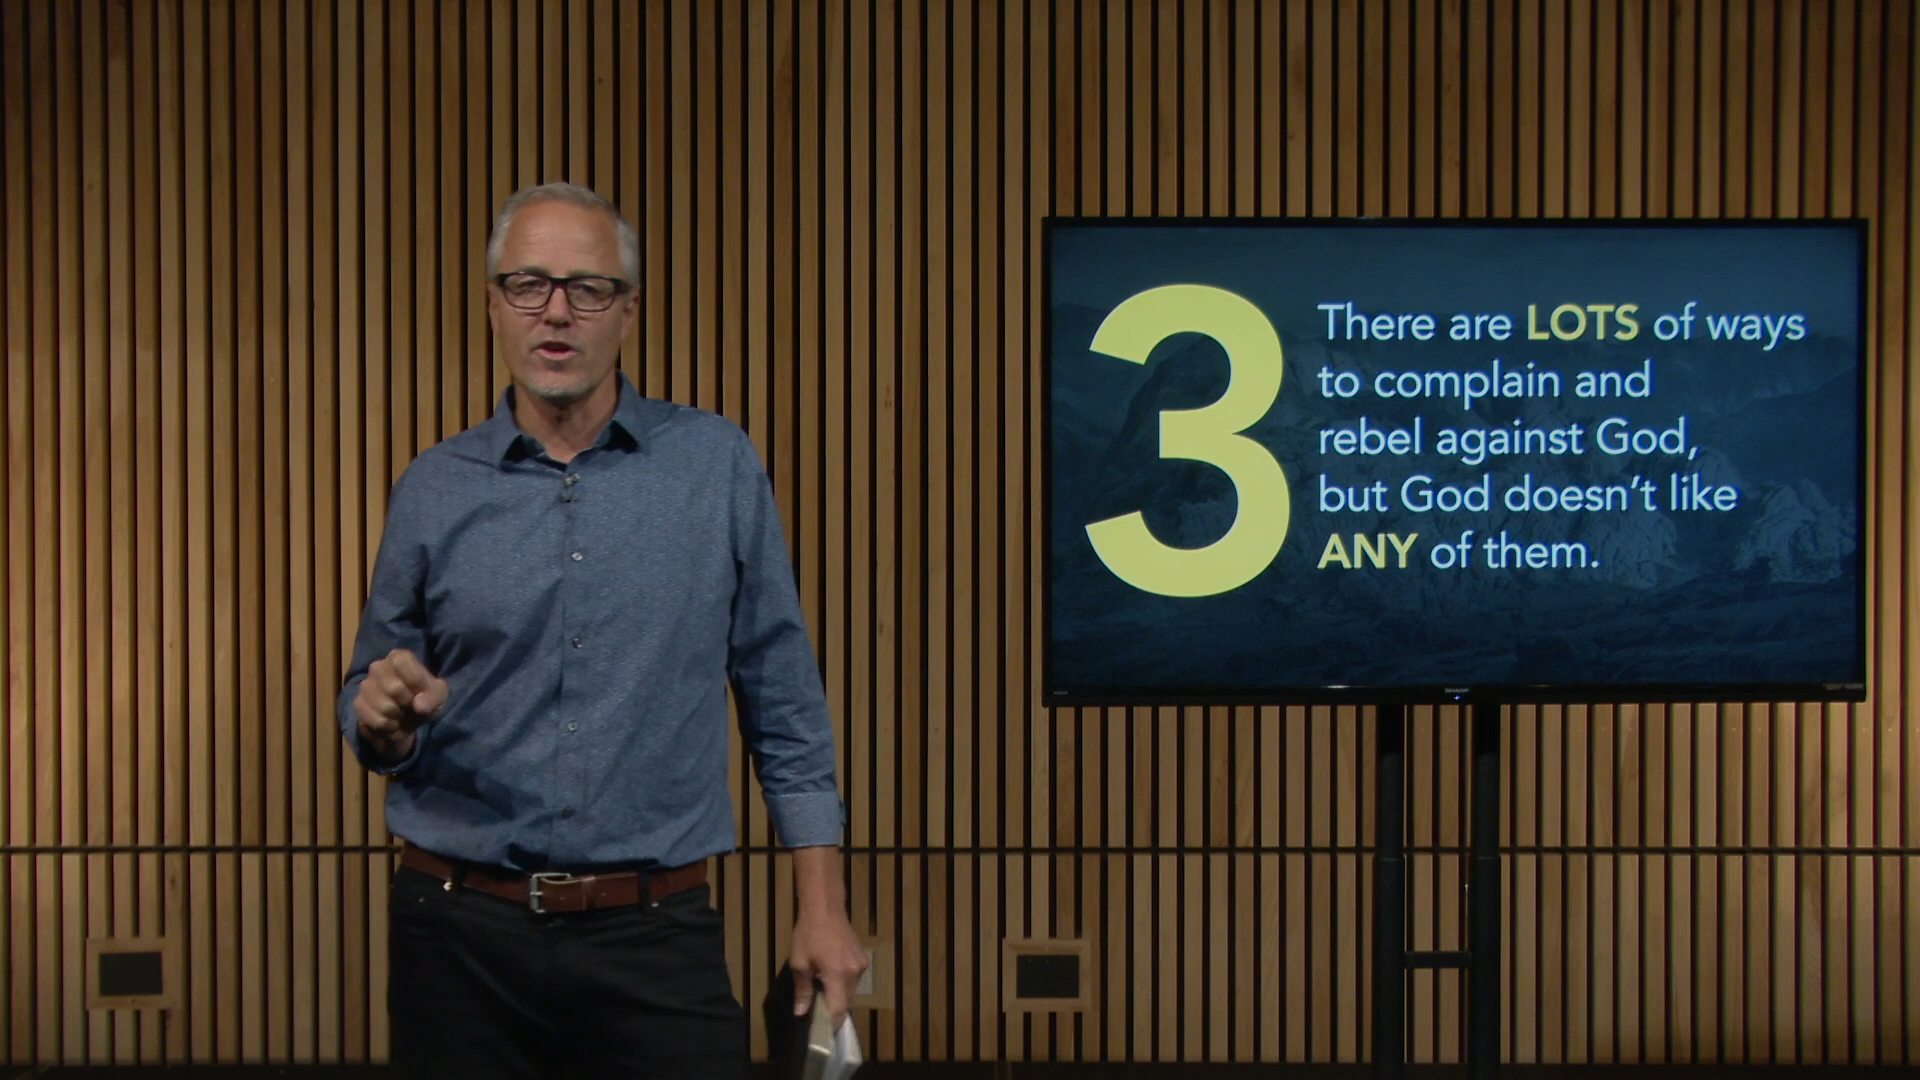 3
There are LOTS of ways
to complain and
rebel against God,
but God doesn't like
ANY of them.
SHARP